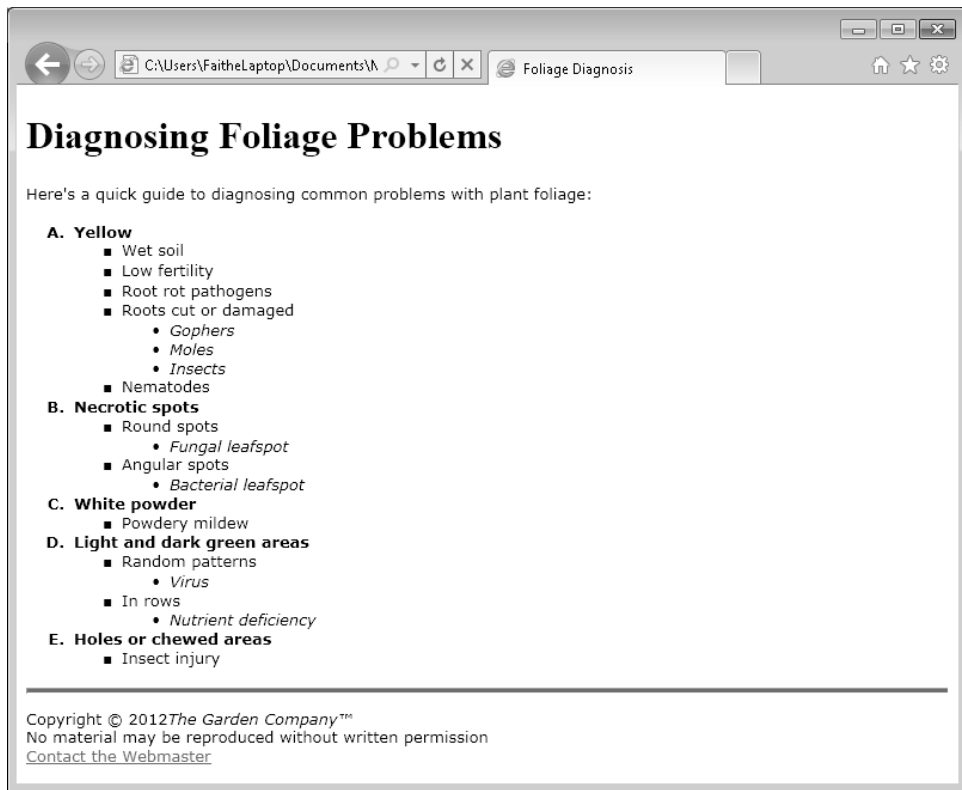 C:\Users\FaitheLaptop\Documents\
Foliage Diagnosis
Diagnosing Foliage Problems
Here's a quick guide to diagnosing common problems with plant foliage:
A. Yellow
▪ Wet soil
▪ Low fertility
▪ Root rot pathogens
▪ Roots cut or damaged
• Gophers
• Moles
• Insects
▪ Nematodes
B. Necrotic spots
▪ Round spots
• Fungal leafspot
▪ Angular spots
• Bacterial leafspot
C. White powder
▪ Powdery mildew
D. Light and dark green areas
▪ Random patterns
• Virus
▪ In rows
• Nutrient deficiency
E. Holes or chewed areas
▪ Insect injury
Copyright © 2012The Garden Company™
No material may be reproduced without written permission
Contact the Webmaster